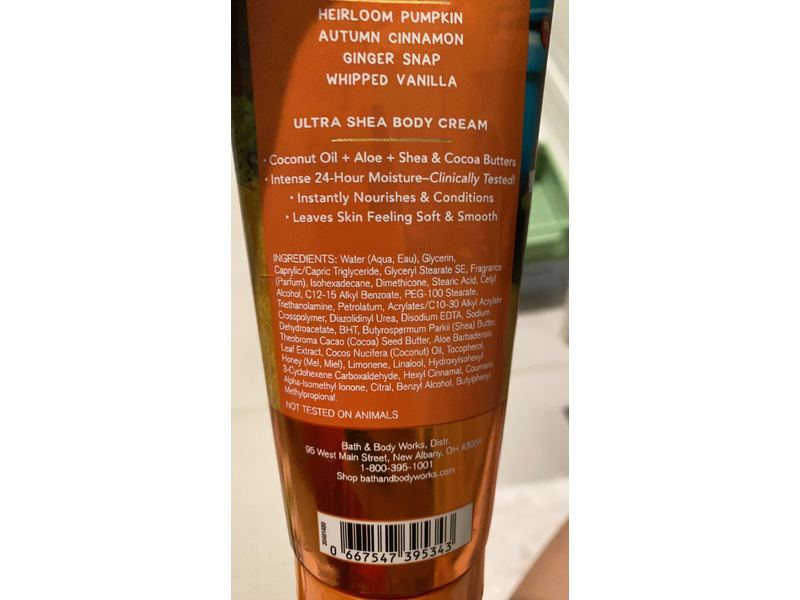 HEIRLOOM PUMPKIN
AUTUMN CINNAMON
GINGER SNAP
WHIPPED VANILLA
ULTRA SHEA BODY CREAM
• Coconut Oil + Aloe + Shea & Cocoa Butters
• Intense 24-Hour Moisture–Clinically Tested!
• Instantly Nourishes & Conditions
• Leaves Skin Feeling Soft & Smooth
INGREDIENTS: Water (Aqua, Eau), Glycerin,
Caprylic/Capric Triglyceride, Glyceryl Stearate SE, Fragrance
(Parfum), Isohexadecane, Dimethicone, Stearic Acid, Cetyl
Alcohol, C12-15 Alkyl Benzoate, PEG-100 Stearate,
Triethanolamine, Petrolatum, Acrylates/C10-30 Alkyl Acrylate
Crosspolymer, Diazolidinyl Urea, Disodium EDTA, Sodium
Dehydroacetate, BHT, Butyrospermum Parkii (Shea) Butter,
Theobroma Cacao (Cocoa) Seed Butter, Aloe Barbadensis
Leaf Extract, Cocos Nucifera (Coconut) Oil, Tocopherol,
Honey (Mel, Miel), Limonene, Linalool, Hydroxyisohexyl
3-Cyclohexene Carboxaldehyde, Hexyl Cinnamal, Coumarin,
Alpha-Isomethyl Ionone, Citral, Benzyl Alcohol, Butylphenyl
Methylpropional.
NOT TESTED ON ANIMALS
Bath & Body Works, Distr.
95 West Main Street, New Albany, OH 43054
1-800-395-1001
Shop bathandbodyworks.com
0 667547 395343